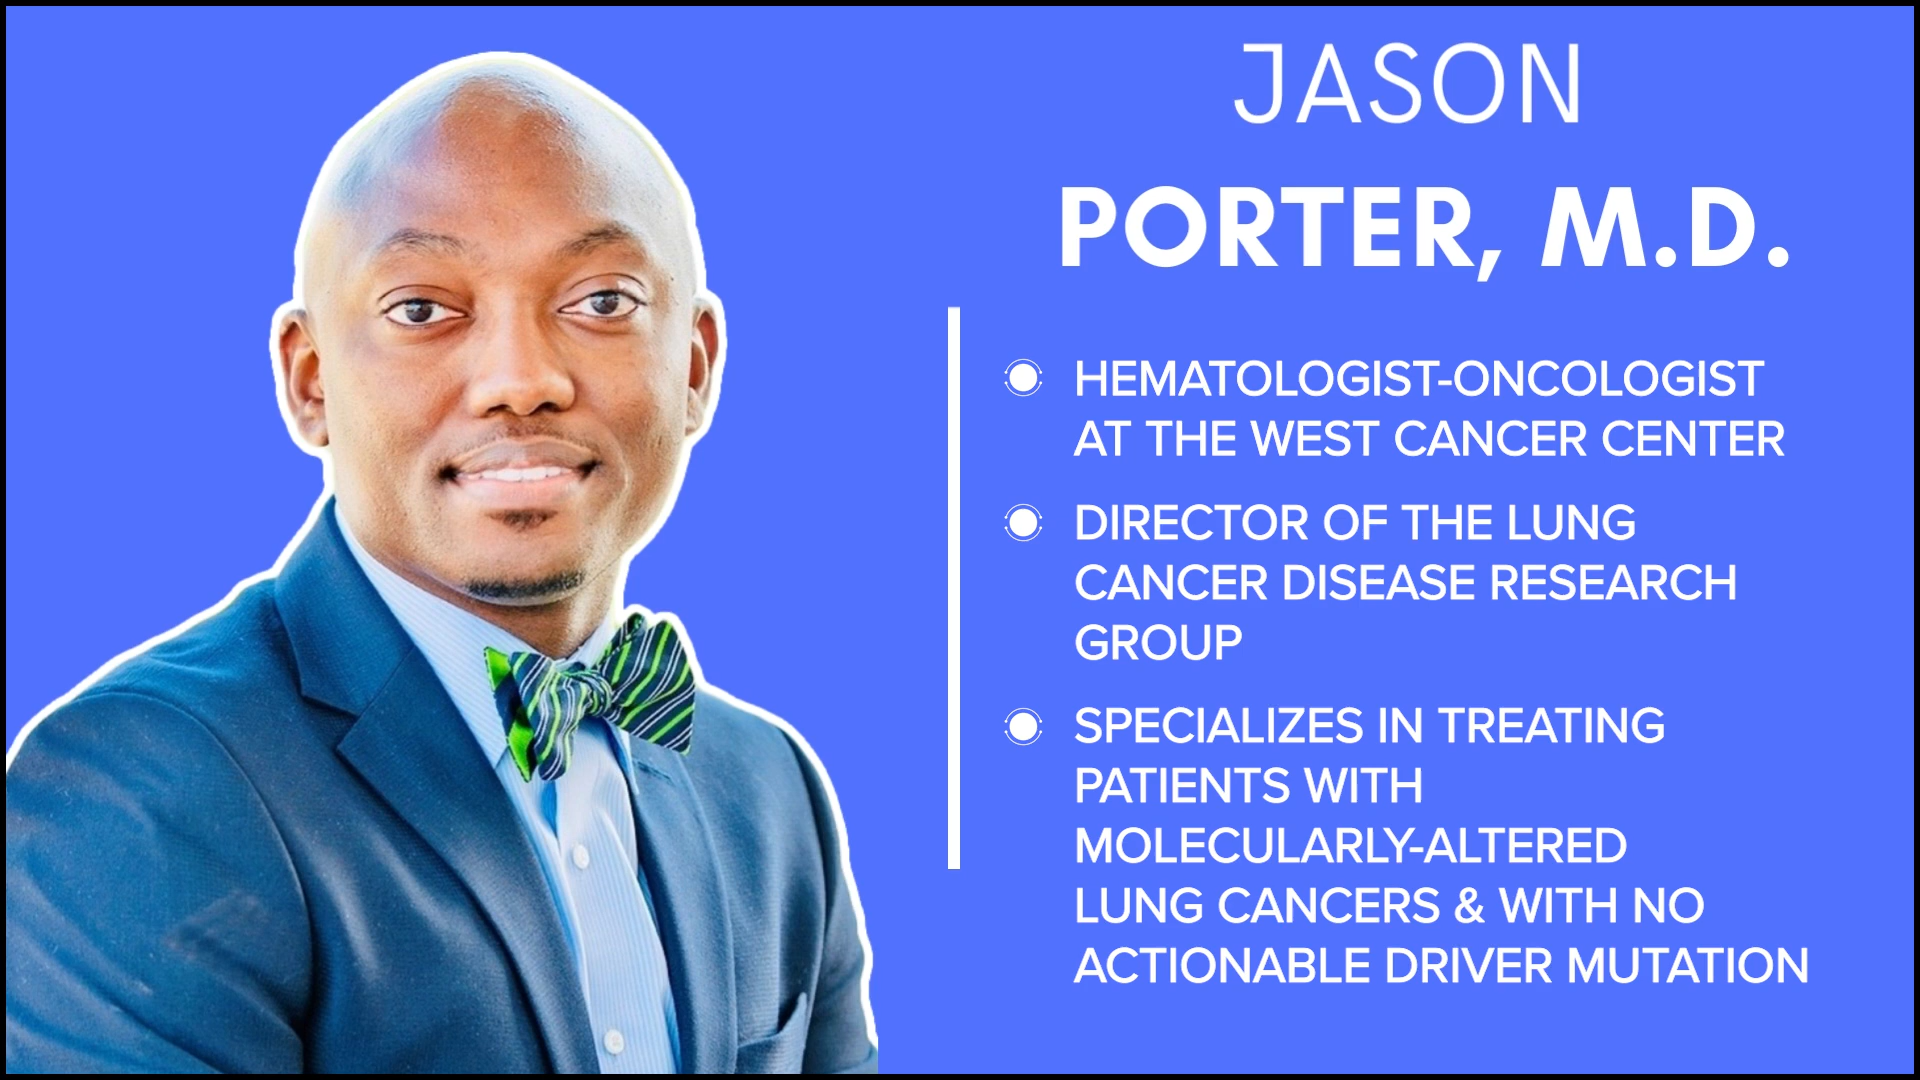 JASON
PORTER, M.D.
HEMATOLOGIST-ONCOLOGIST
AT THE WEST CANCER CENTER
DIRECTOR OF THE LUNG
CANCER DISEASE RESEARCH
GROUP
SPECIALIZES IN TREATING
PATIENTS WITH
MOLECULARLY-ALTERED
LUNG CANCERS & WITH NO
ACTIONABLE DRIVER MUTATION